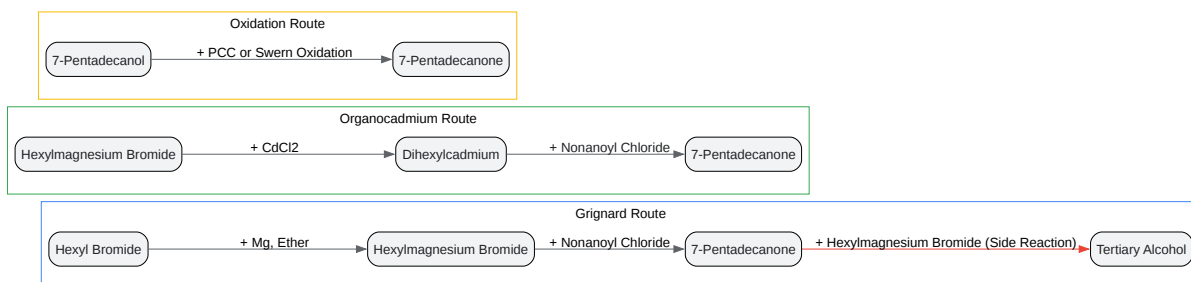 Oxidation Route
7-Pentadecanol
+ PCC or Swern Oxidation
7-Pentadecanone
Organocadmium Route
Hexylmagnesium Bromide
+ CdCl2
Dihexylcadmium
+ Nonanoyl Chloride
7-Pentadecanone
Grignard Route
Hexyl Bromide
+ Mg, Ether
Hexylmagnesium Bromide
+ Nonanoyl Chloride
7-Pentadecanone
+ Hexylmagnesium Bromide (Side Reaction)
Tertiary Alcohol